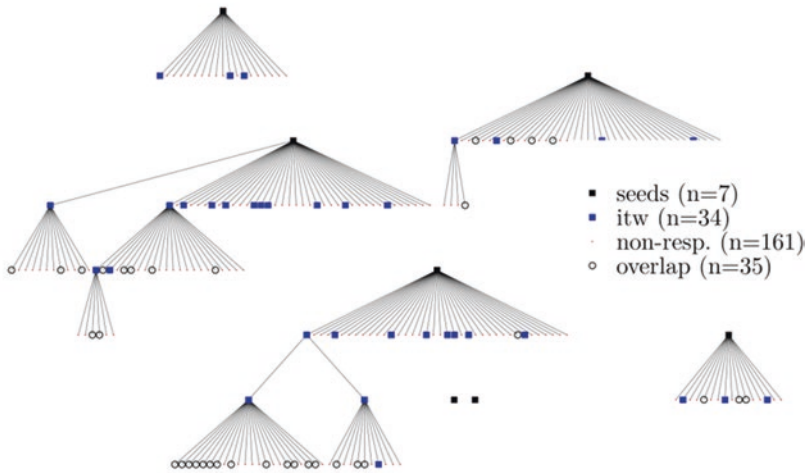 seeds (n=7)
itw (n=34)
non-resp. (n=161)
overlap (n=35)